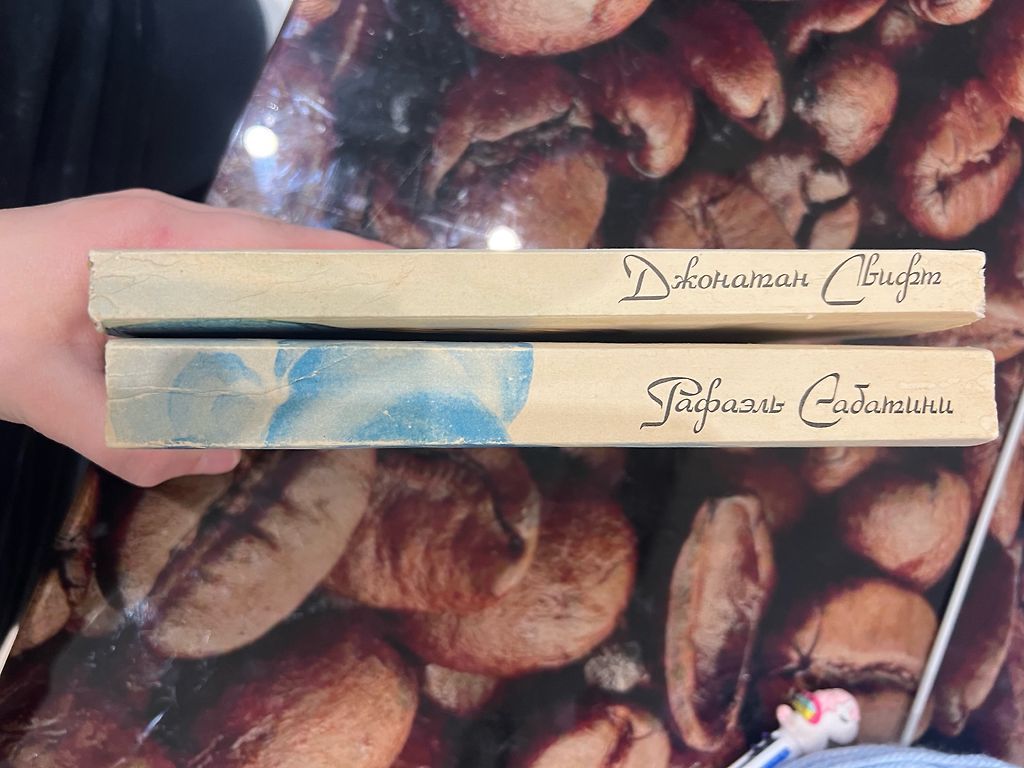 Джонатан Свифт
Рафаэль Сабатини